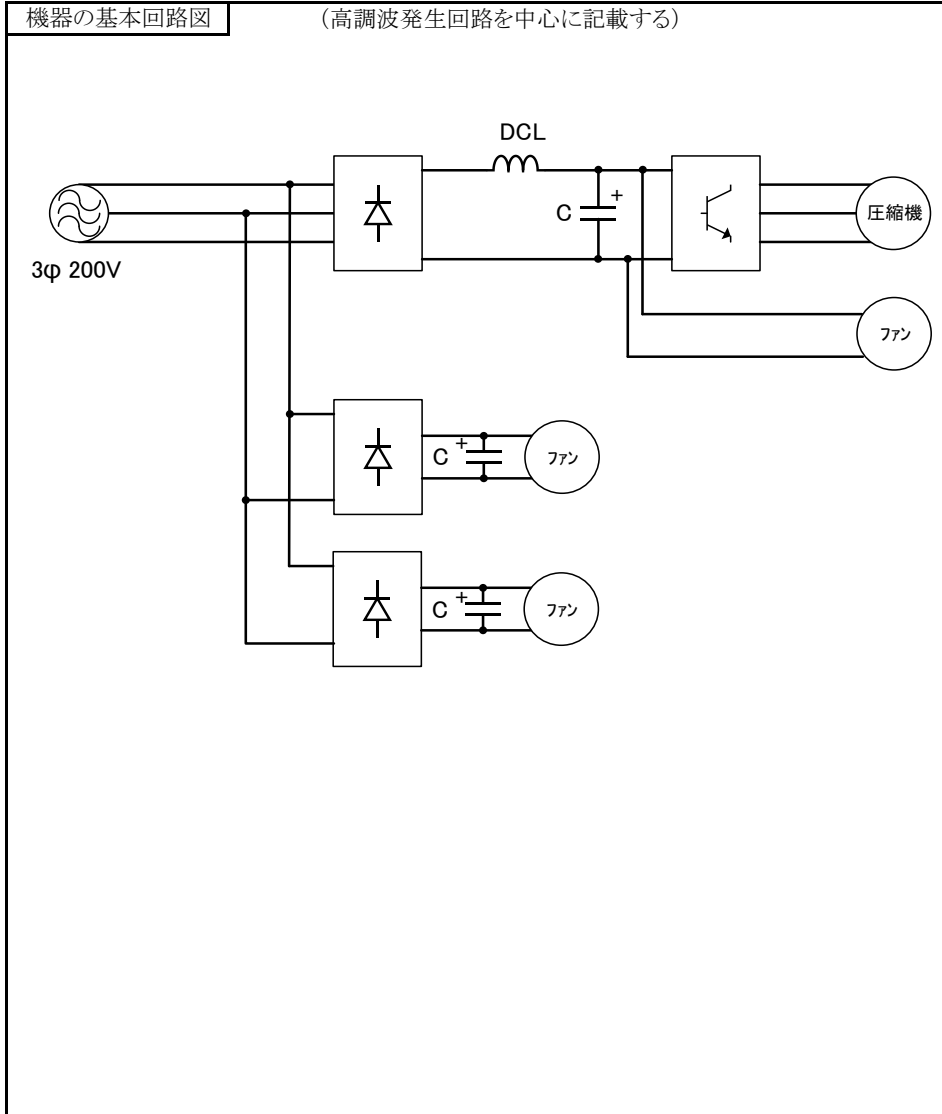 機器の基本回路図 (高調波発生回路を中心に記載する)
DCL
C +
圧縮機
3φ 200V
ファン
C + ファン
C + ファン